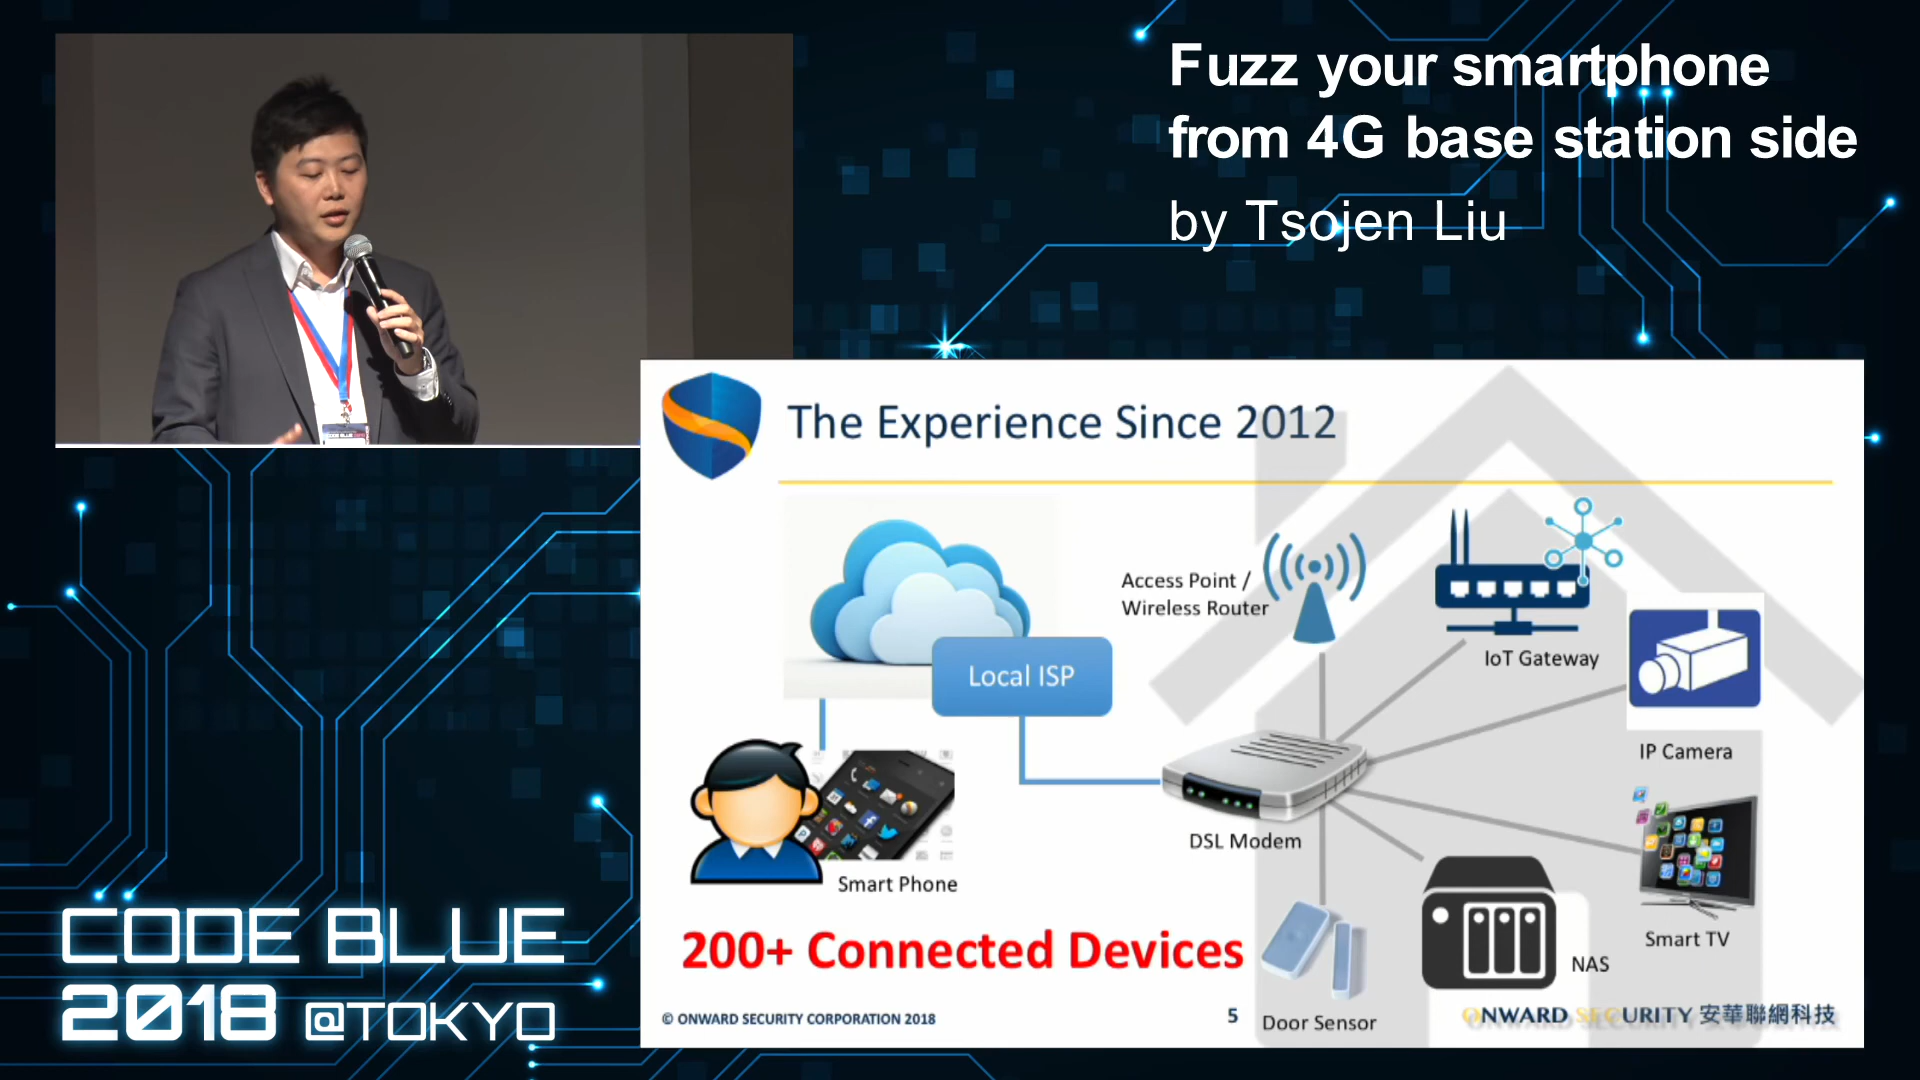 Fuzz your smartphone
from 4G base station side
by Tsojen Liu
The Experience Since 2012
Access Point /
Wireless Router
IoT Gateway
Local ISP
IP Camera
DSL Modem
Smart Phone
Smart TV
200+ Connected Devices
NAS
Door Sensor
© ONWARD SECURITY CORPORATION 2018
5
ONWARD SECURITY 安華聯網科技
CODE BLUE
2018 @TOKYO
CODE BLUE